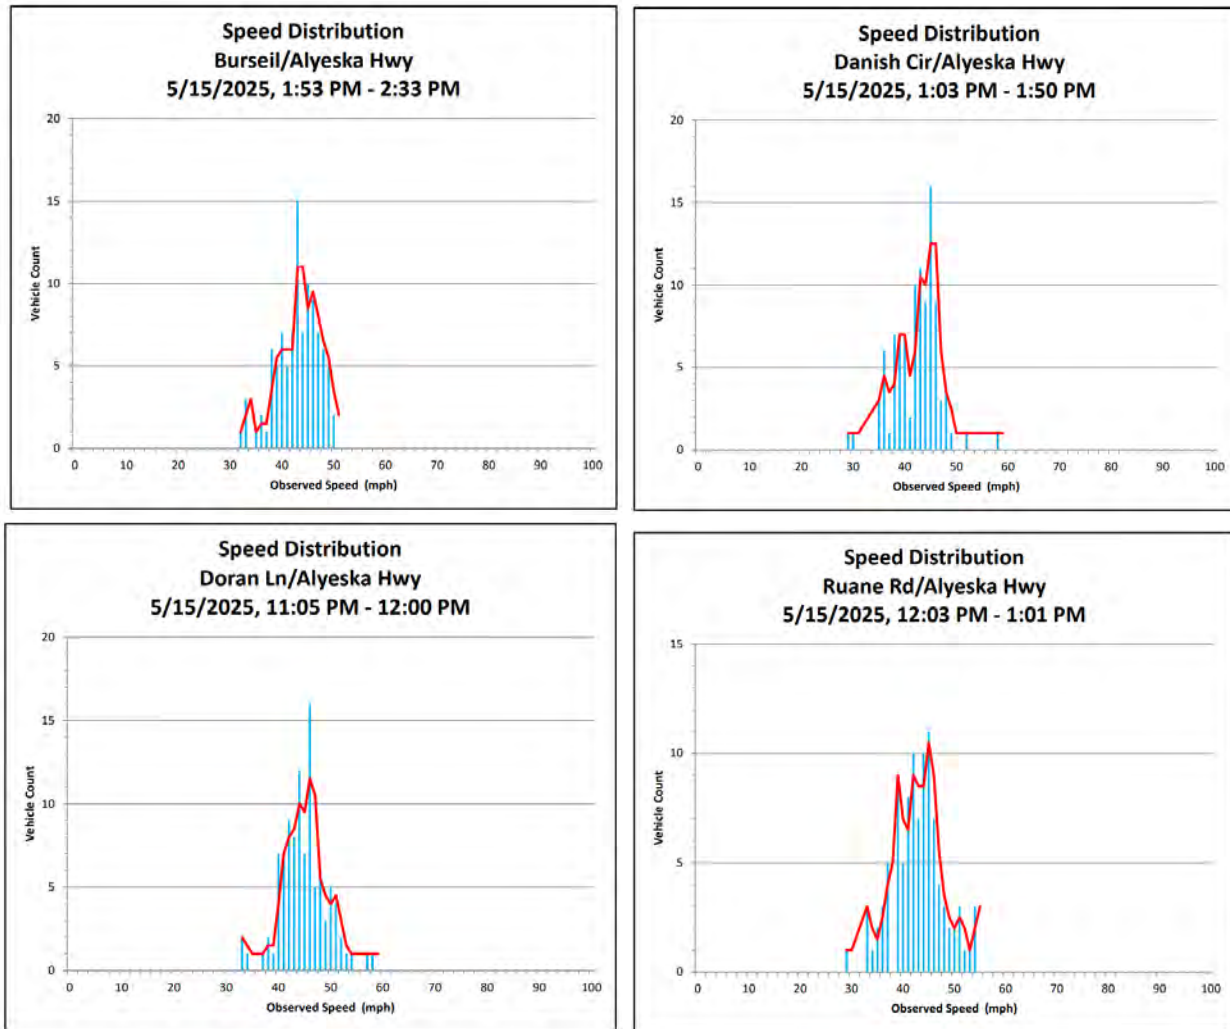 Speed Distribution
Burseil/Alyeska Hwy
5/15/2025, 1:53 PM - 2:33 PM
20
15
10
5
0
Vehicle Count
0 10 20 30 40 50 60 70 80 90 100
Observed Speed (mph)
Speed Distribution
Danish Cir/Alyeska Hwy
5/15/2025, 1:03 PM - 1:50 PM
20
15
10
5
0
Vehicle Count
0 10 20 30 40 50 60 70 80 90 100
Observed Speed (mph)
Speed Distribution
Doran Ln/Alyeska Hwy
5/15/2025, 11:05 PM - 12:00 PM
20
15
10
5
0
Vehicle Count
0 10 20 30 40 50 60 70 80 90 100
Observed Speed (mph)
Speed Distribution
Ruane Rd/Alyeska Hwy
5/15/2025, 12:03 PM - 1:01 PM
15
10
5
0
Vehicle Count
0 10 20 30 40 50 60 70 80 90 100
Observed Speed (mph)